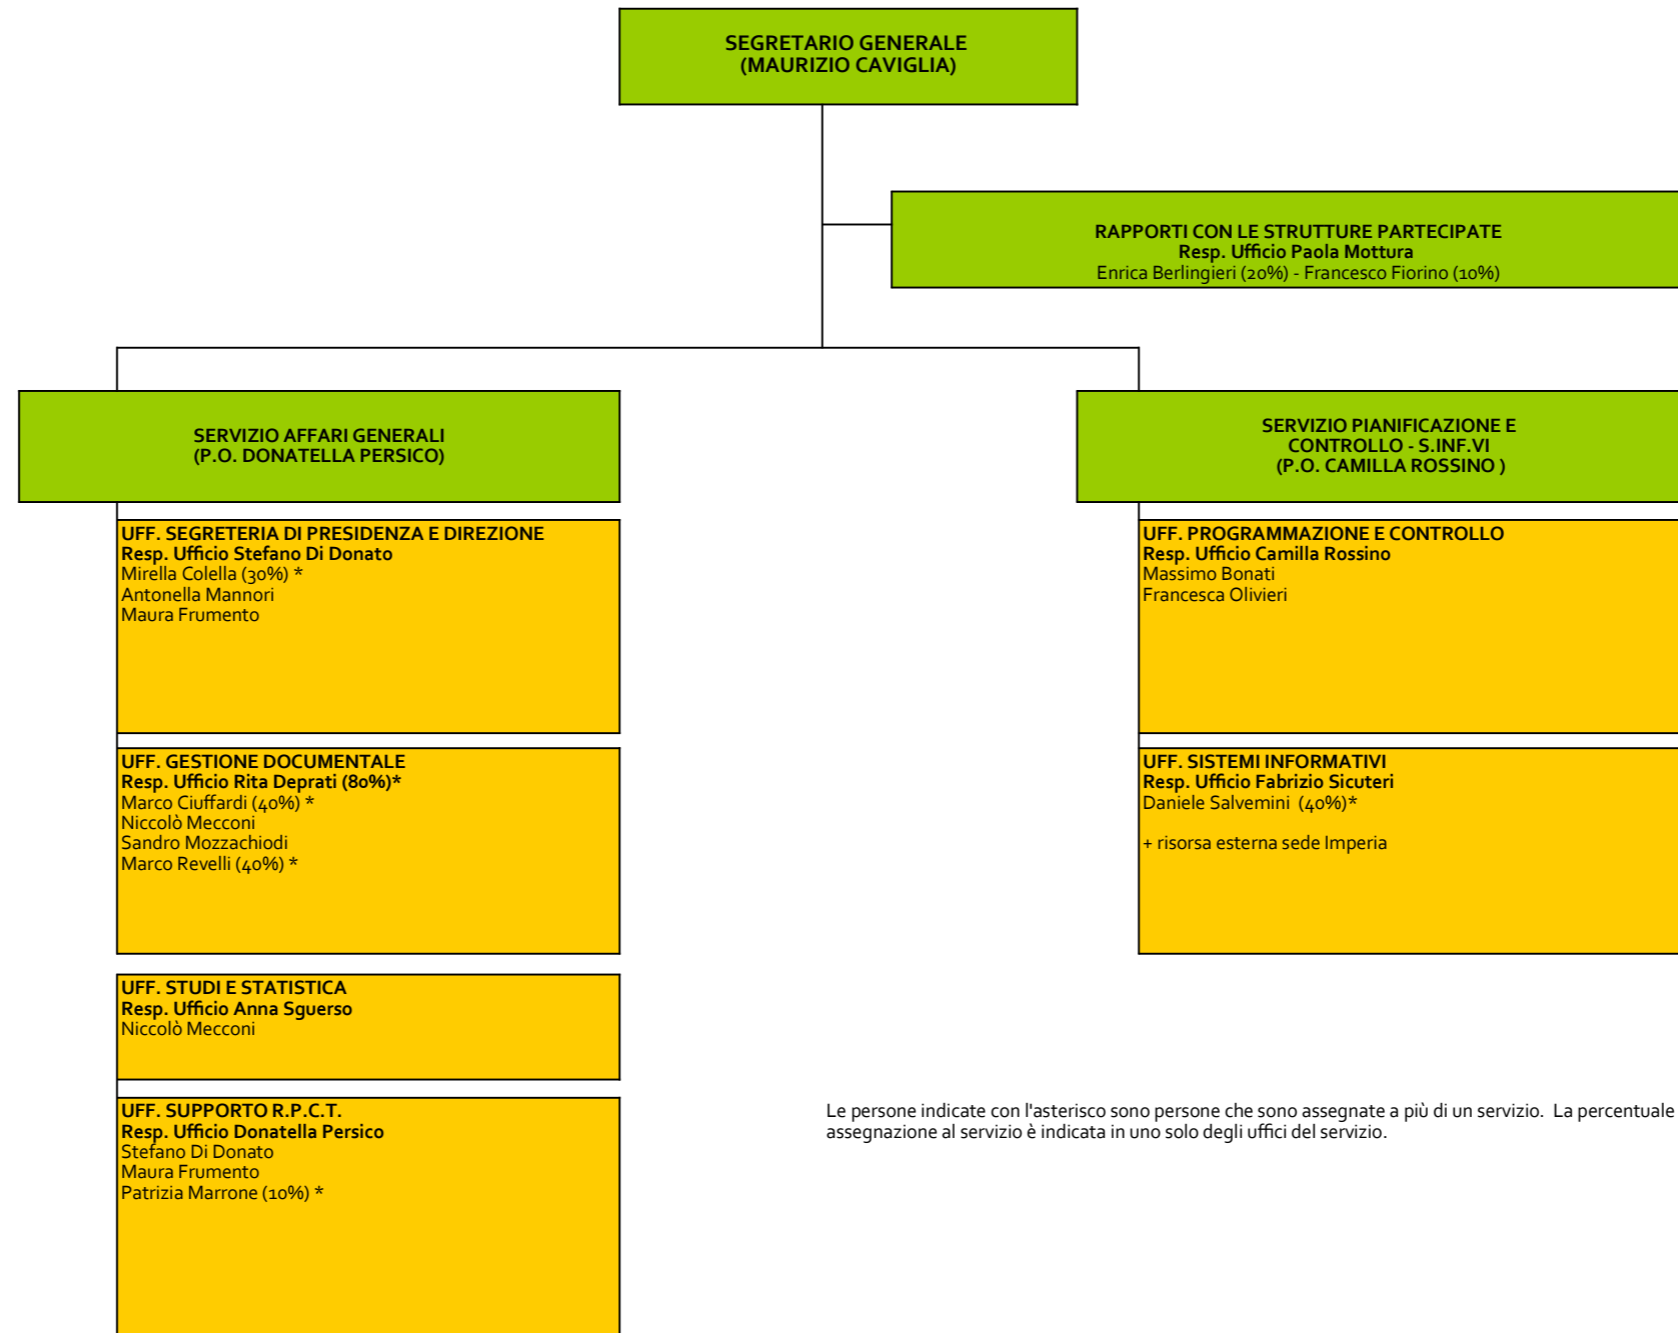 SEGRETARIO GENERALE
(MAURIZIO CAVIGLIA)
RAPPORTI CON LE STRUTTURE PARTECIPATE
Resp. Ufficio Paola Mottura
Enrica Berlingieri (20%) - Francesco Fiorino (10%)
SERVIZIO AFFARI GENERALI
(P.O. DONATELLA PERSICO)
SERVIZIO PIANIFICAZIONE E
CONTROLLO - S.INF.VI
(P.O. CAMILLA ROSSINO )
UFF. SEGRETERIA DI PRESIDENZA E DIREZIONE
Resp. Ufficio Stefano Di Donato
Mirella Colella (30%) *
Antonella Mannori
Maura Frumento
UFF. PROGRAMMAZIONE E CONTROLLO
Resp. Ufficio Camilla Rossino
Massimo Bonati
Francesca Olivieri
UFF. GESTIONE DOCUMENTALE
Resp. Ufficio Rita Deprati (80%)*
Marco Ciuffardi (40%) *
Niccolò Mecconi
Sandro Mozzachiodi
Marco Revelli (40%) *
UFF. SISTEMI INFORMATIVI
Resp. Ufficio Fabrizio Sicuteri
Daniele Salvemini  (40%)*
+ risorsa esterna sede Imperia
UFF. STUDI E STATISTICA
Resp. Ufficio Anna Sguerso
Niccolò Mecconi
UFF. SUPPORTO R.P.C.T.
Resp. Ufficio Donatella Persico
Stefano Di Donato
Maura Frumento
Patrizia Marrone (10%) *
Le persone indicate con l'asterisco sono persone che sono assegnate a più di un servizio.  La percentuale
assegnazione al servizio è indicata in uno solo degli uffici del servizio.